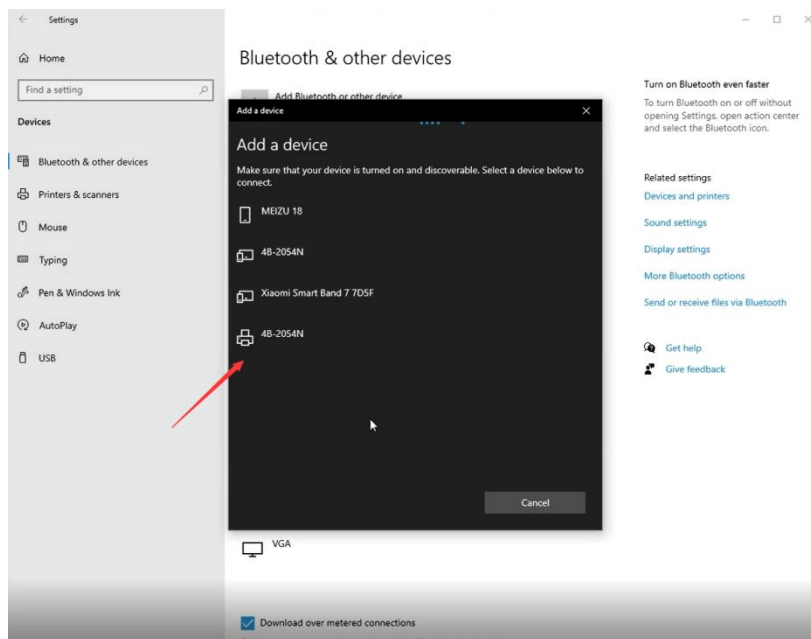 Settings
Home
Find a setting
Devices
Bluetooth & other devices
Printers & scanners
Mouse
Typing
Pen & Windows Ink
AutoPlay
USB
Bluetooth & other devices
Add Bluetooth or other device
Add a device
Add a device
Make sure that your device is turned on and discoverable. Select a device below to
connect.
MEIZU 18
4B-2054N
Xiaomi Smart Band 7 7D5F
4B-2054N
Cancel
VGA
Download over metered connections
Turn on Bluetooth even faster
To turn Bluetooth on or off without
opening Settings, open action center
and select the Bluetooth icon.
Related settings
Devices and printers
Sound settings
Display settings
More Bluetooth options
Send or receive files via Bluetooth
Get help
Give feedback